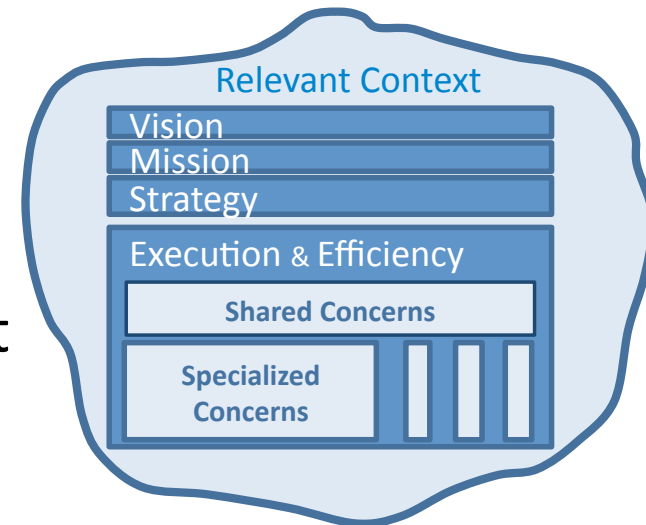 Relevant Context
Vision
Mission
Strategy
Execution & Efficiency
Shared Concerns
t
Specialized
Concerns